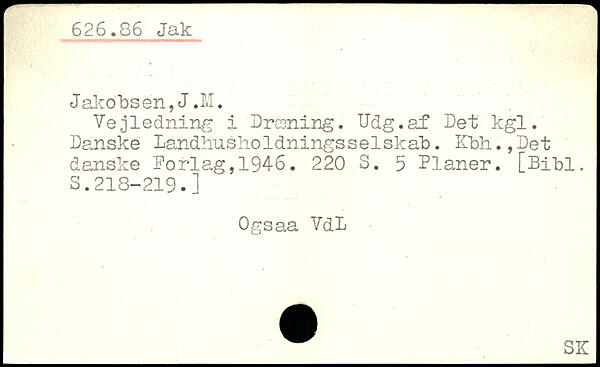 626.86 Jak
Jakobsen,J.M.
Vejledning i Dræning. Udg.af Det kgl.
Danske Landhusholdningsselskab. Kbh.,Det
danske Forlag,1946. 220 S. 5 Planer. [Bibl.
S.218-219.]
Ogsaa VdL
SK